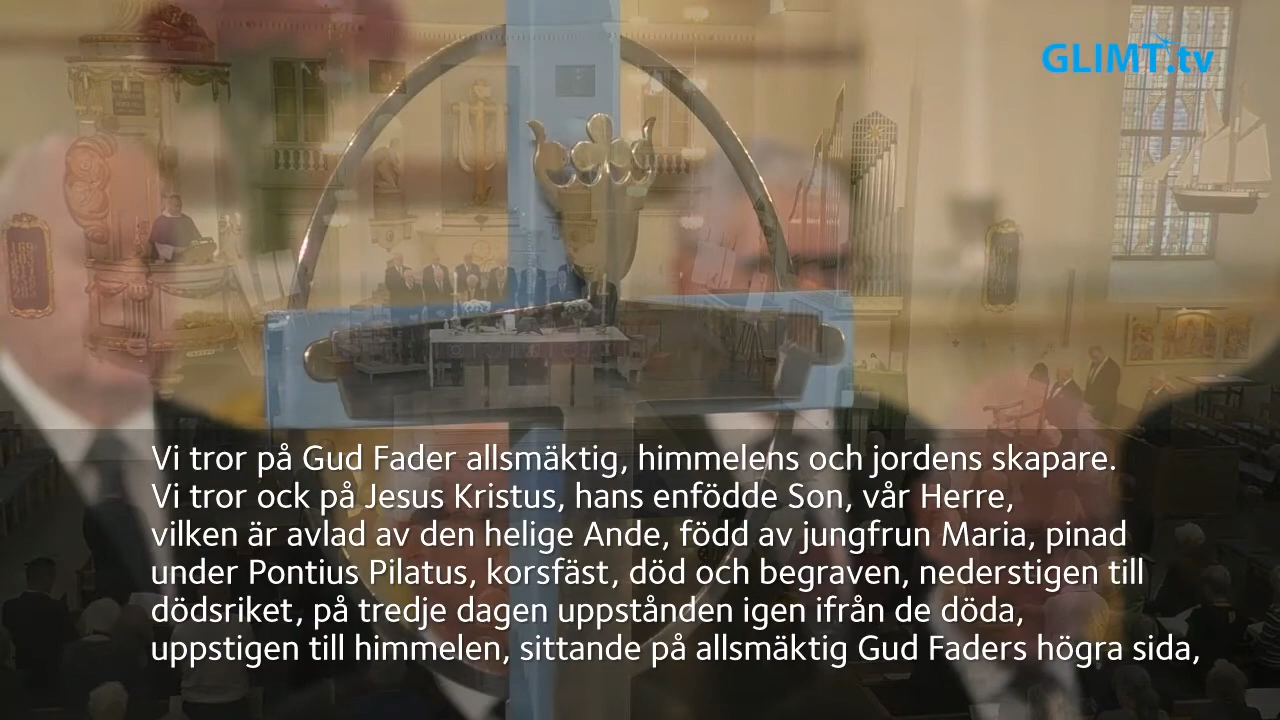 GLIMT.tv
Vi tror på Gud Fader allsmäktig, himmelens och jordens skapare.
Vi tror ock på Jesus Kristus, hans enfödde Son, vår Herre,
vilken är avlad av den helige Ande, född av jungfrun Maria, pinad
under Pontius Pilatus, korsfäst, död och begraven, nederstigen till
dödsriket, på tredje dagen uppstånden igen ifrån de döda,
uppstigen till himmelen, sittande på allsmäktig Gud Faders högra sida,